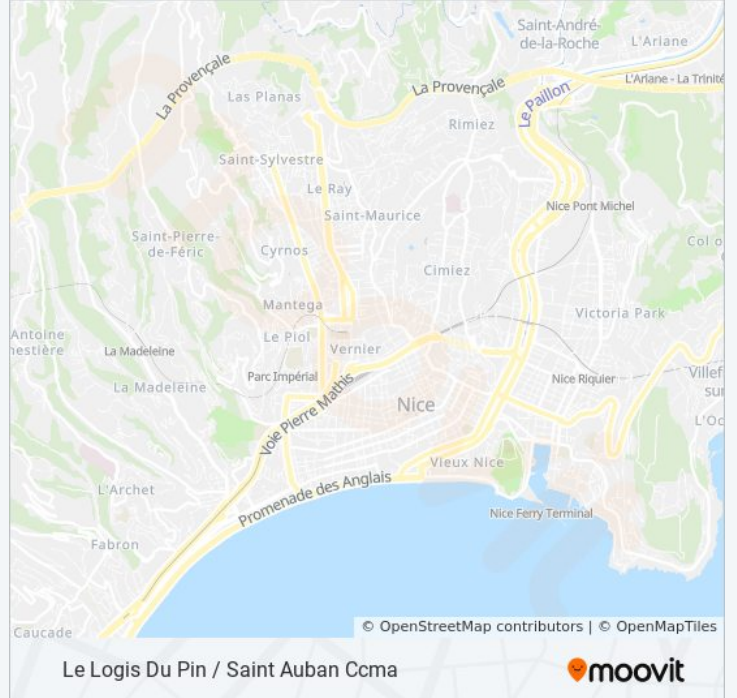 Saint-André-
de-la-Roche
L'Ariane
La Provençale
La Provençale
L'Ariane - La Trinité
Las Planas
Le Paillon
Rimiez
Saint-Sylvestre
Le Ray
Nice Pont Michel
Saint-Maurice
Saint-Pierre-
de-Féric
Col o
Cyrnos
Cimiez
Mantega
Victoria Park
Antoine
nestière
Le Piol
La Madeleine
Vernier
Parc Impérial
Nice Riquier
Villef
sur
La Madeleine
Voie Pierre Mathis
Nice
L'Oc
Vieux Nice
L'Archet
Promenade des Anglais
Nice Ferry Terminal
Fabron
Caucade
© OpenStreetMap contributors | © OpenMapTiles
Le Logis Du Pin / Saint Auban Ccma
moovit